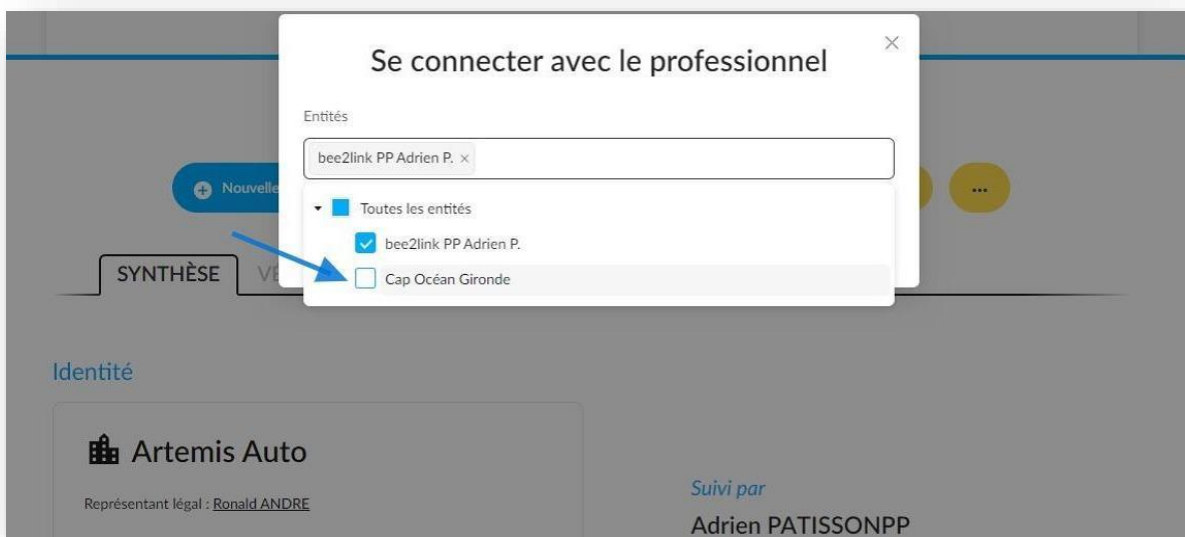 Se connecter avec le professionnel
Entités
bee2link PP Adrien P. ×
Nouvelle
...
Toutes les entités
bee2link PP Adrien P.
Cap Océan Gironde
SYNTHÈSE
Identité
Artemis Auto
Représentant légal : Ronald ANDRE
Suivi par
Adrien PATISSONPP